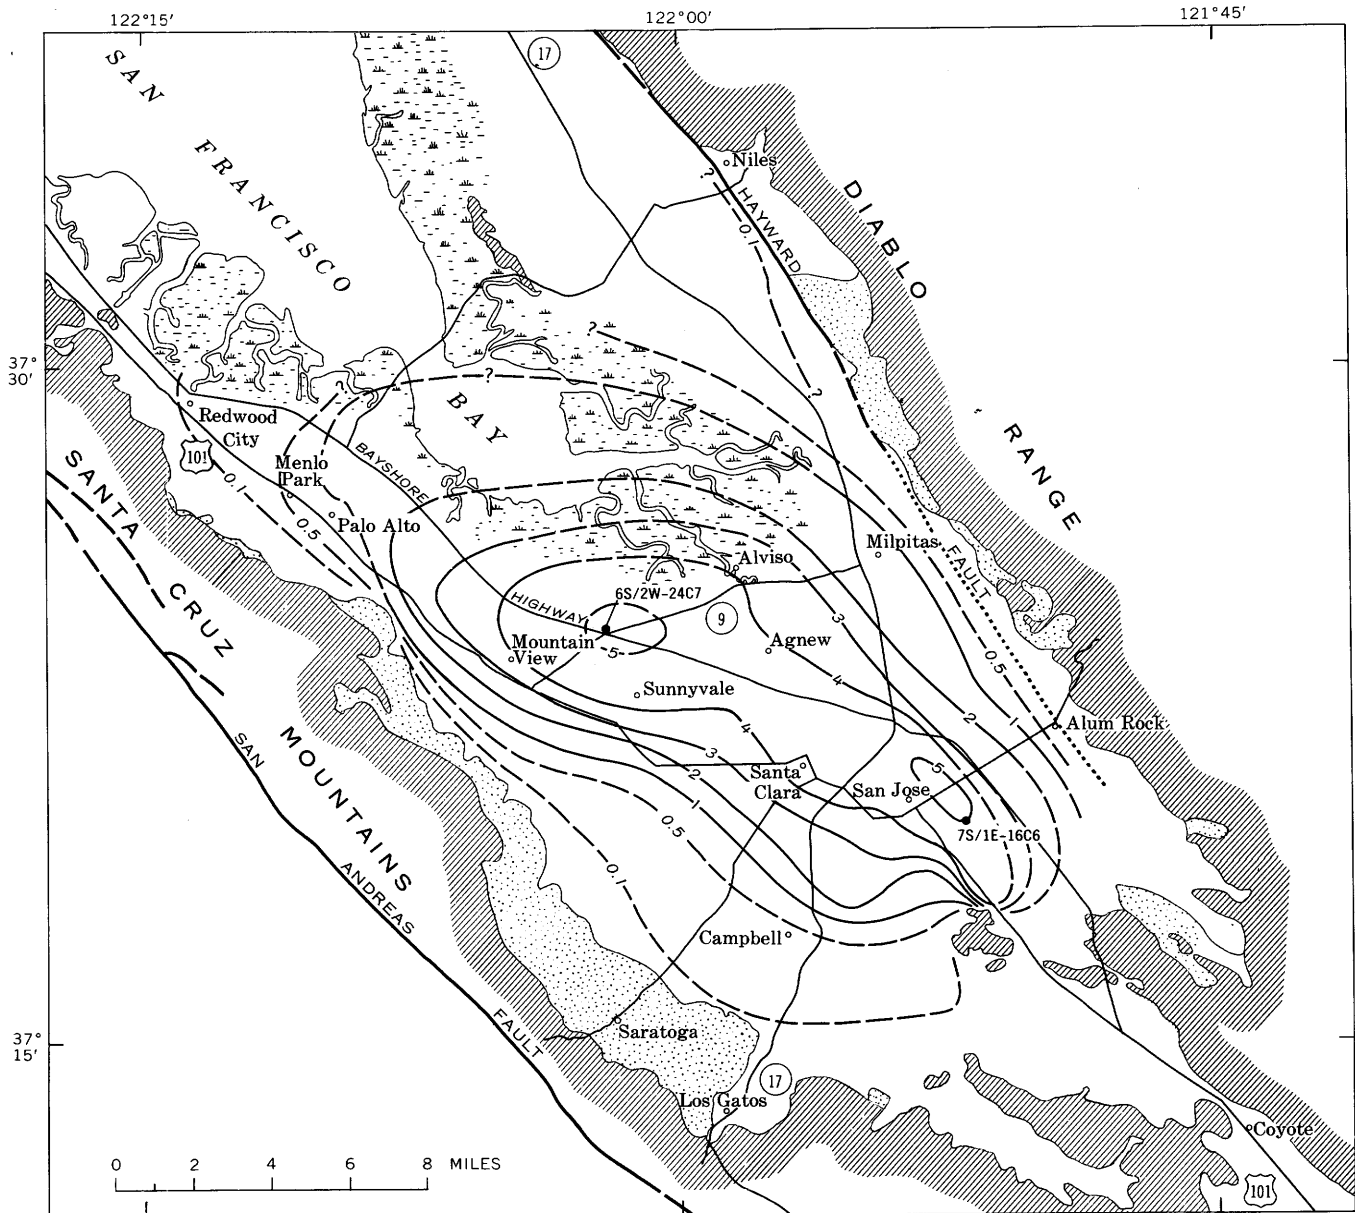 122°15′
122°00′
121°45′
17
SAN
FRANCISCO
BAY
Niles
?
HAYWARD
0.1
DIABLO
RANGE
?
?
?
?
37°
30′
Redwood
City
101
0.1
Menlo
Park
BAYSHORE
0.5
Palo Alto
SANTA
CRUZ
MOUNTAINS
Milpitas
FAULT
Alviso
6S/2W-24C7
HIGHWAY
9
3
Mountain
View
5
Agnew
0.5
Sunnyvale
4
2
1
Alum Rock
4
3
2
Santa
Clara
San Jose
5
1
0.5
7S/1E-16C6
SAN
ANDREAS
FAULT
0.1
Campbell
37°
15′
Saratoga
17
Los Gatos
Coyote
101
0 2 4 6 8 MILES